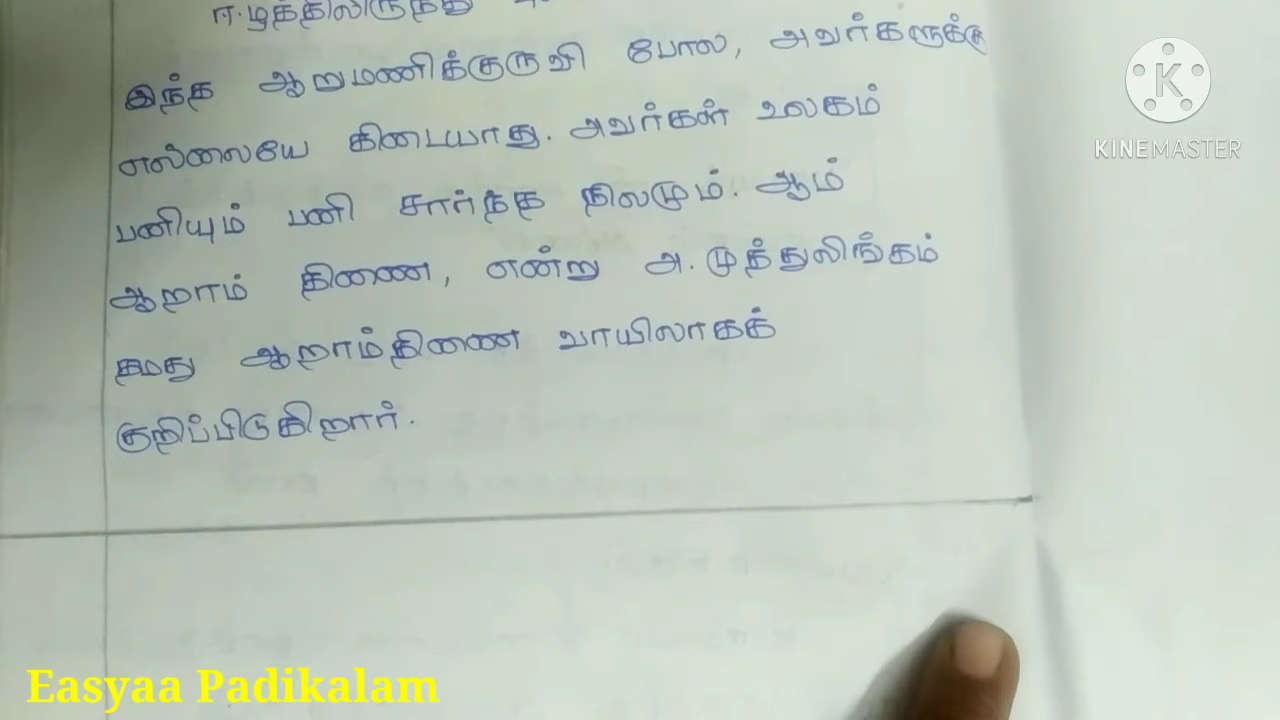 ஈழத்திலிருந்து
இந்த ஆறுமணிக்குருவி போல, அவர்களுக்கு
எல்லையே கிடையாது. அவர்கள் உலகம்
பனியும் பனி சார்ந்த நிலமும். ஆம்
ஆறாம் திணை, என்று அ.முத்துலிங்கம்
தமது ஆறாம்திணை வாயிலாகக்
குறிப்பிடுகிறார்.
K
KINEMASTER
Easyaa Padikalam